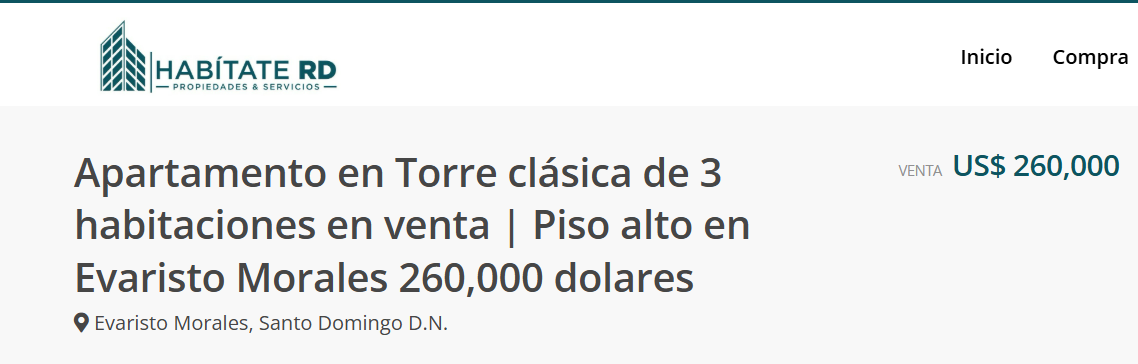 HABÍTATE RD
PROPIEDADES & SERVICIOS
Inicio Compra
Apartamento en Torre clásica de 3
habitaciones en venta | Piso alto en
Evaristo Morales 260,000 dolares
VENTA US$ 260,000
Evaristo Morales, Santo Domingo D.N.